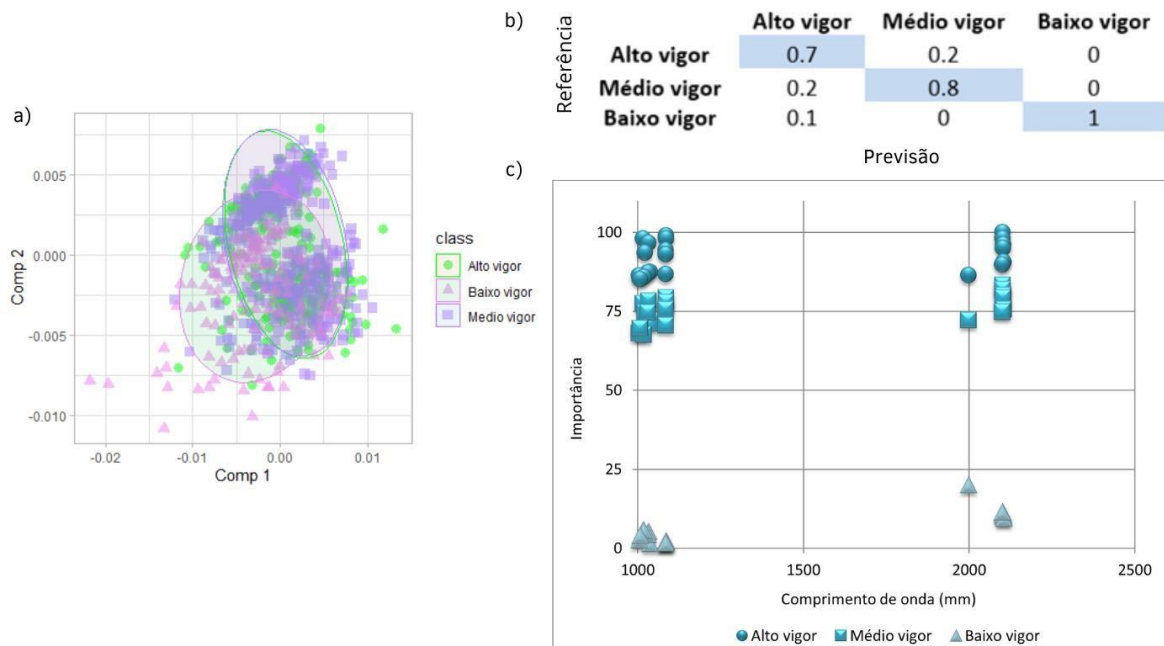 a)
Comp 2
0.005
0.000
-0.005
-0.010
-0.02 -0.01 0.00 0.01
Comp 1
class
Alto vigor
Baixo vigor
Medio vigor
b)
Referência
Alto vigor Médio vigor Baixo vigor
Alto vigor 0.7 0.2 0
Médio vigor 0.2 0.8 0
Baixo vigor 0.1 0 1
Previsão
c)
Importância
100
75
50
25
0
1000 1500 2000 2500
Comprimento de onda (mm)
Alto vigor Médio vigor Baixo vigor